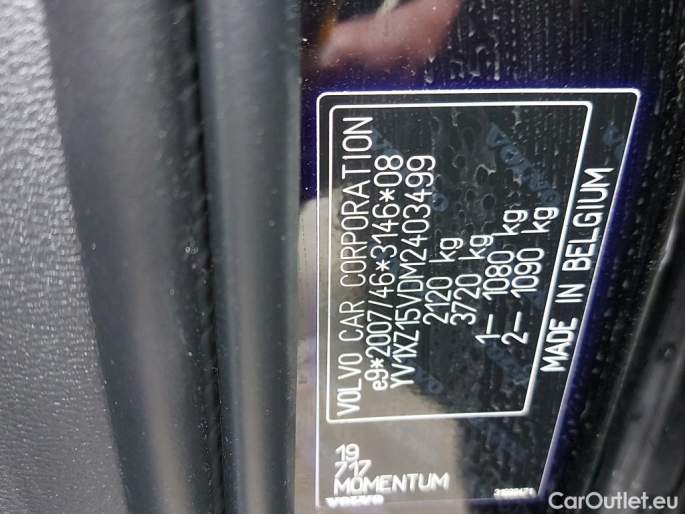 VOLVO CAR CORPORATION
e9*2007/46*3146*08
YV1XZ15VDM2403499
2120 kg
3720 kg
1– 1080 kg
2– 1090 kg
MADE IN BELGIUM
19
717
MOMENTUM
VOLVO
CarOutlet.eu